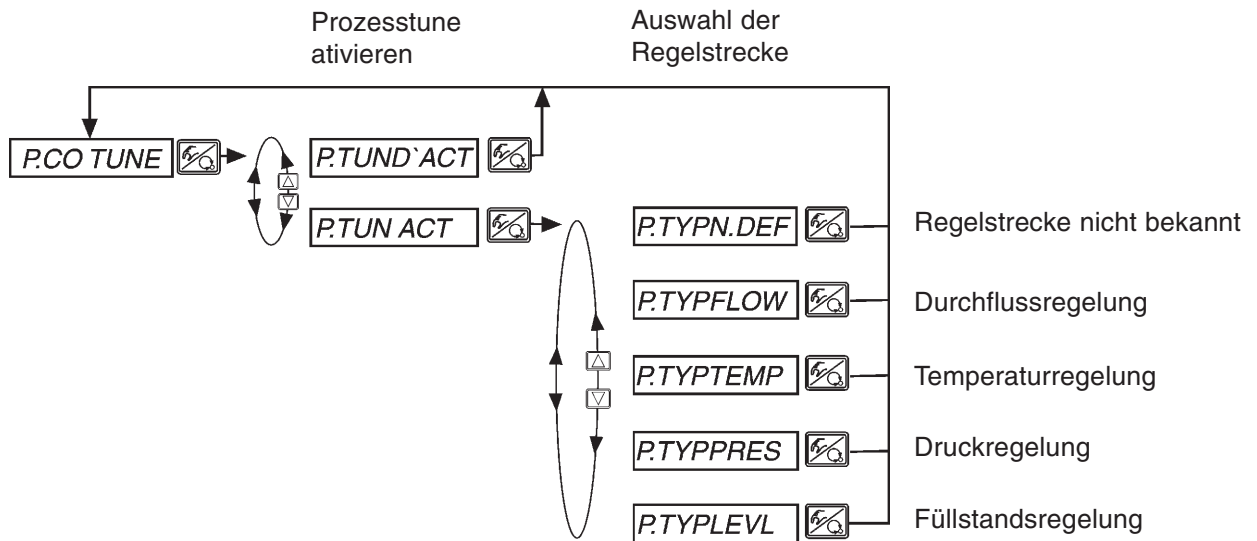 Prozesstune
ativieren
Auswahl der
Regelstrecke
P.CO TUNE
P.TUND`ACT
P.TUN ACT
P.TYPN.DEF
Regelstrecke nicht bekannt
P.TYPFLOW
Durchflussregelung
P.TYPTEMP
Temperaturregelung
P.TYPPRES
Druckregelung
P.TYPLEVL
Füllstandsregelung